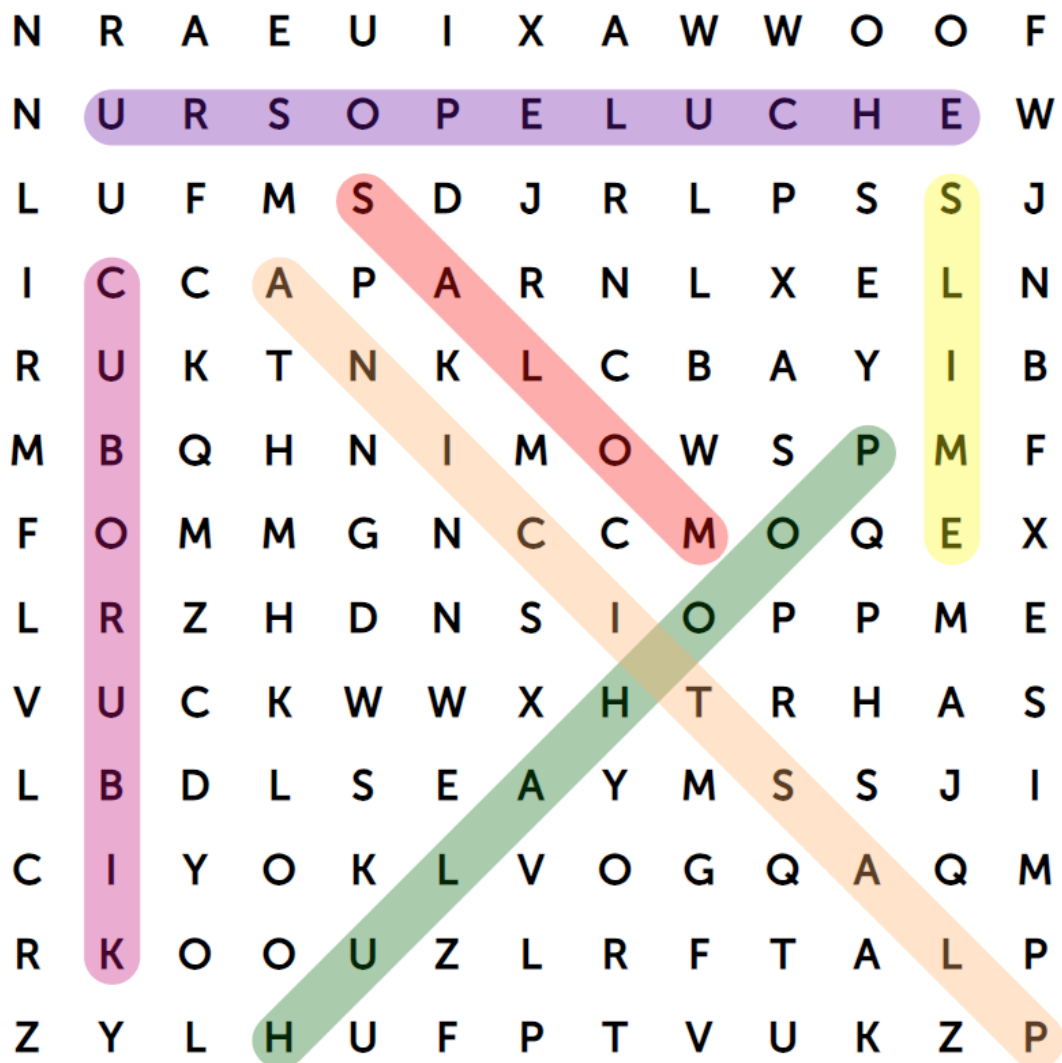 N R A E U I X A W W O O F
N U R S O P E L U C H E W
L U F M S D J R L P S S J
I C C A P A R N L X E L N
R U K T N K L C B A Y I B
M B Q H N I M O W S P M F
F O M M G N C C M O Q E X
L R Z H D N S I O P P M E
V U C K W W X H T R H A S
L B D L S E A Y M S S J I
C I Y O K L V O G Q A Q M
R K O O U Z L R F T A L P
Z Y L H U F P T V U K Z P